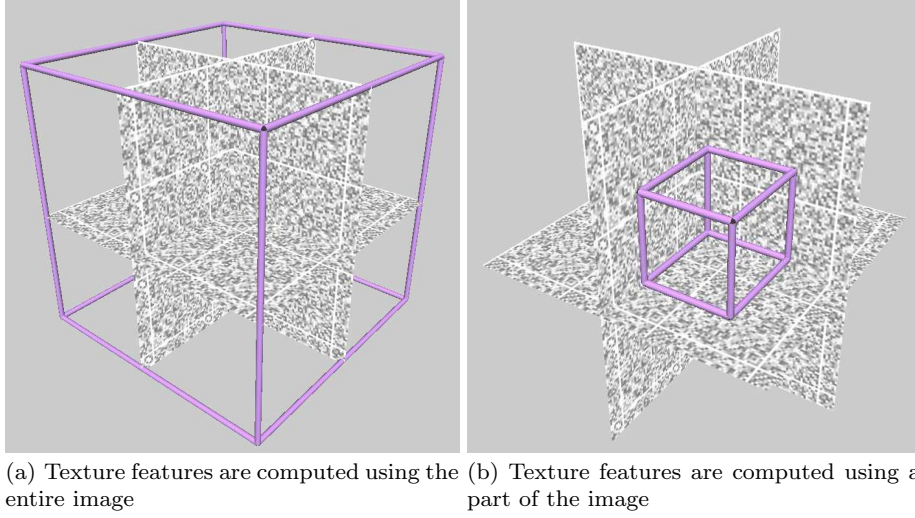 (a) Texture features are computed using the
entire image
(b) Texture features are computed using a
part of the image